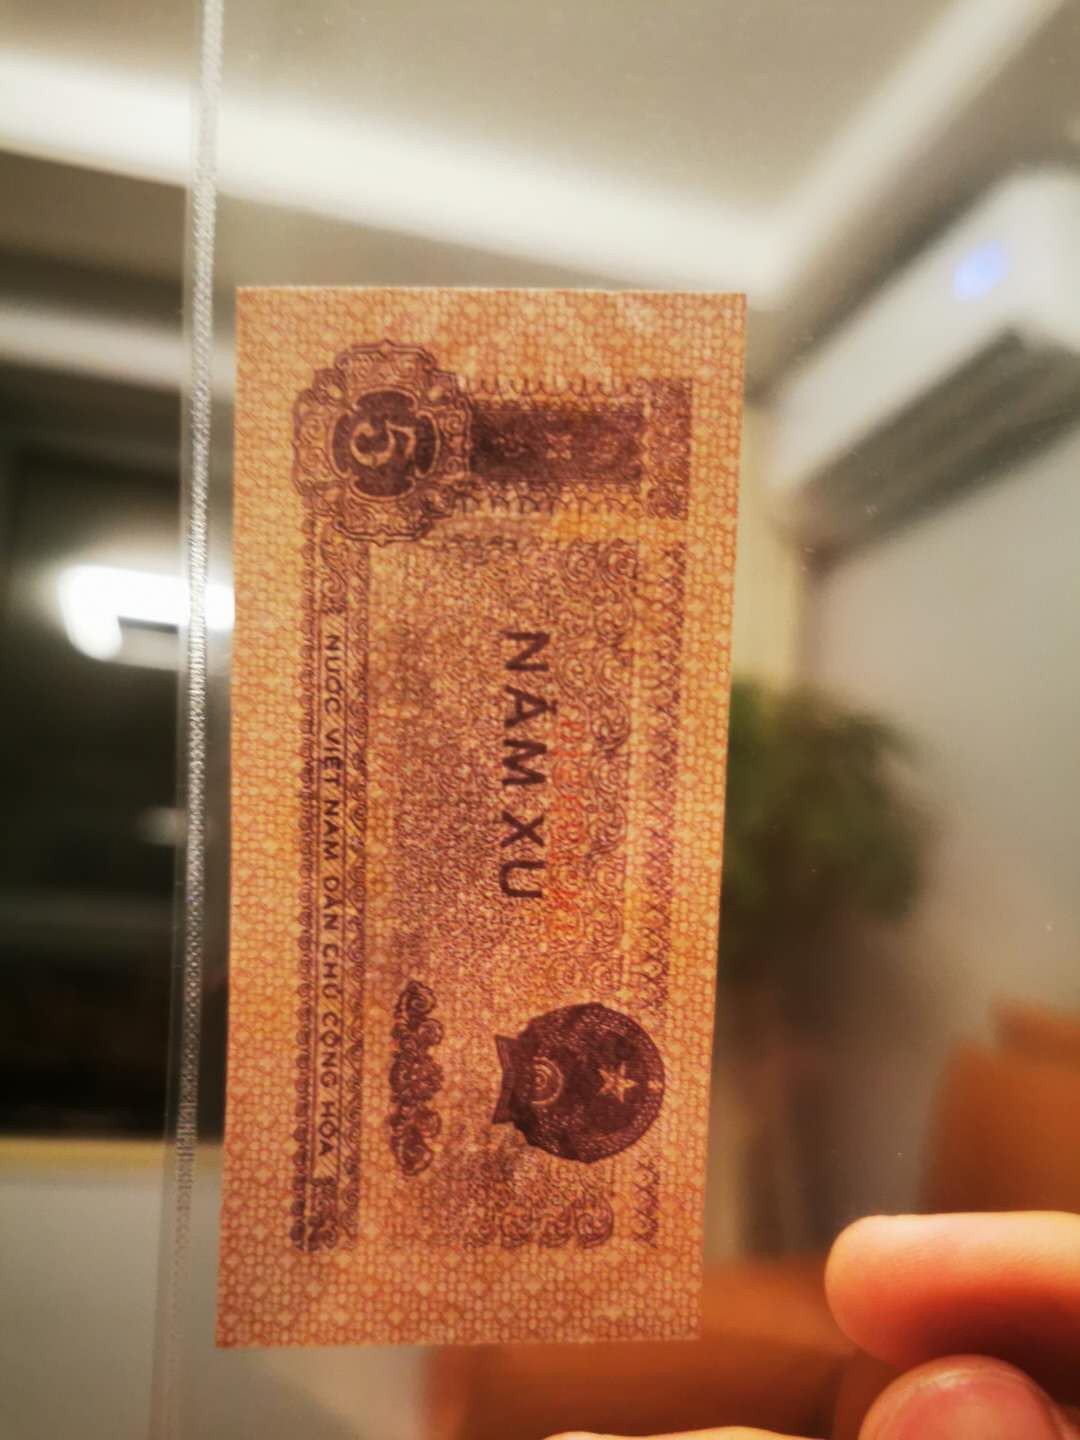 NƯỚC VIỆT NAM DÂN CHỦ CỘNG HÒA
5
NĂM XU